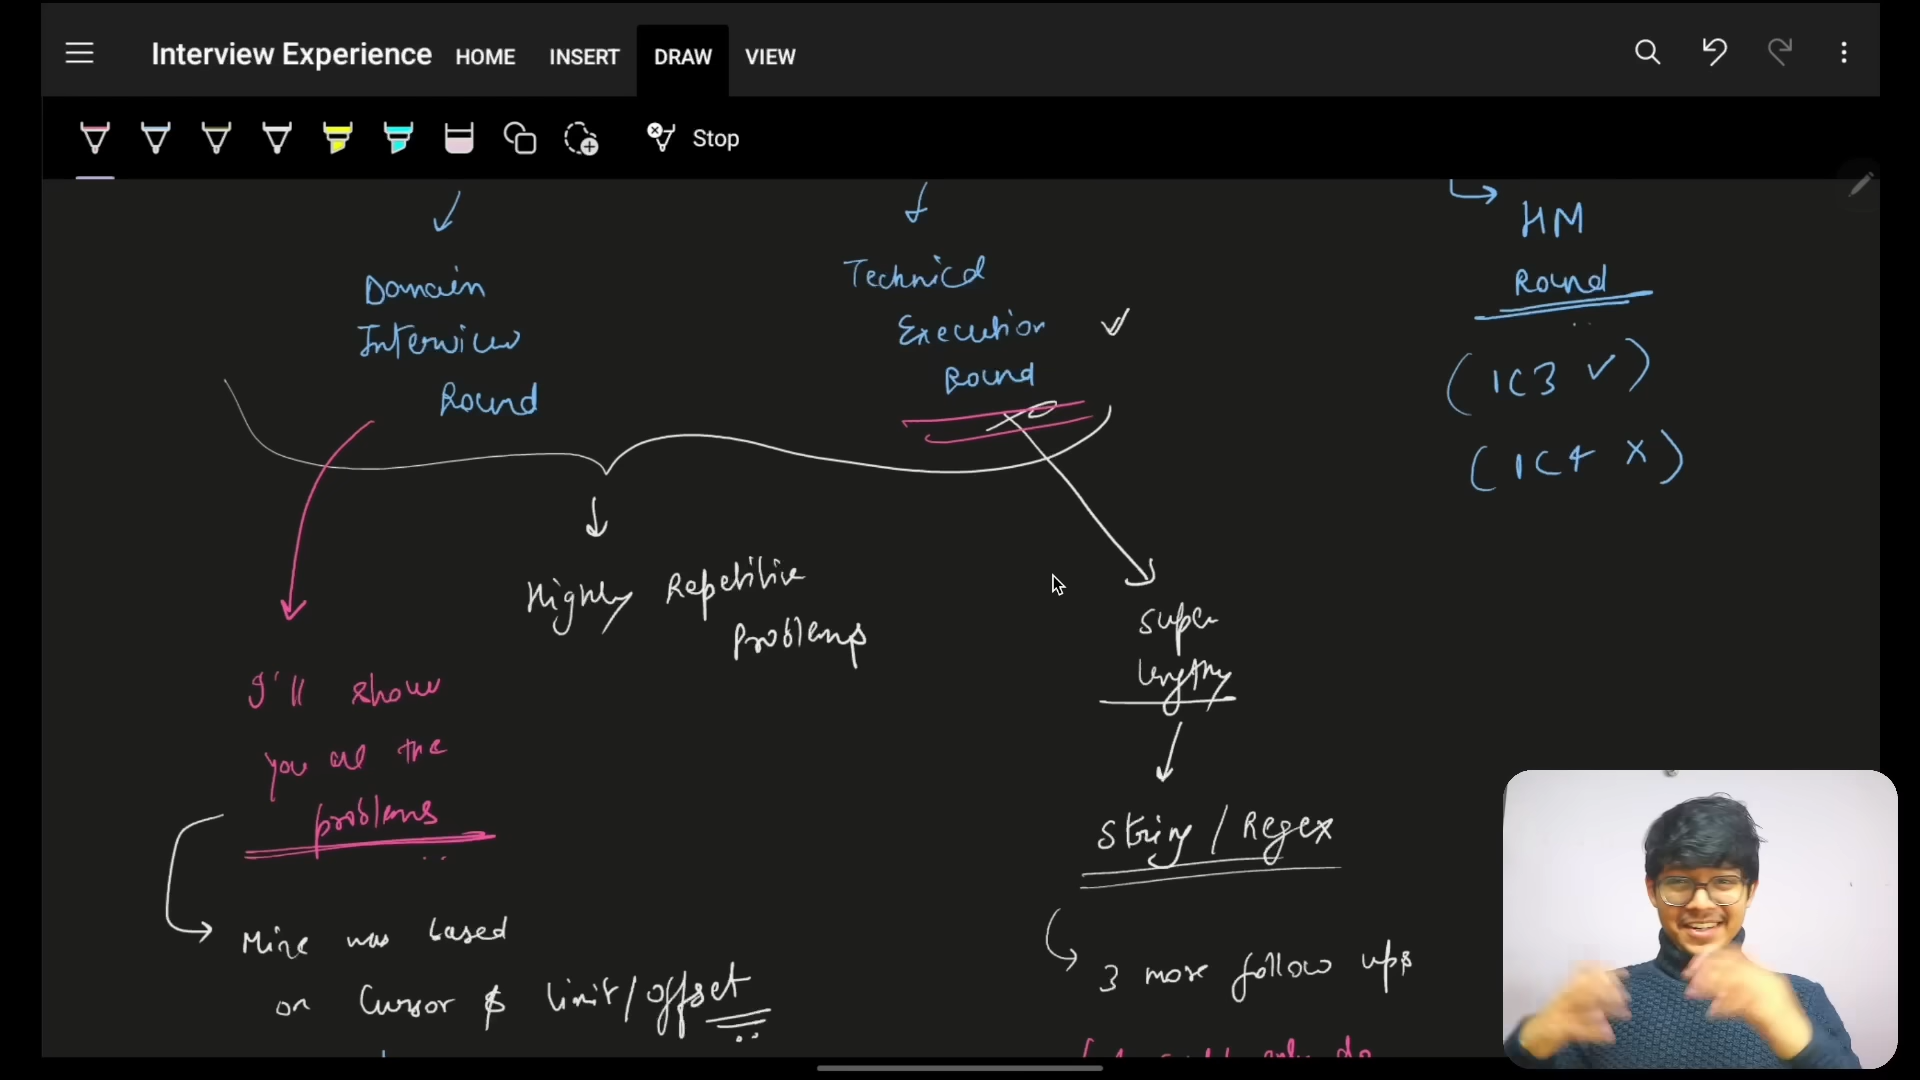 Interview Experience HOME INSERT DRAW VIEW
Stop
Domain
Interview
Round
Technical
Execution
Round
HM
Round
(IC3 ✓)
(IC4 X)
Highly Repetitive
Problems
super
lengthy
I'll show
you all the
problems
String / Regex
Mine was based
on Cursor & limit/offset
3 more follow ups
only do